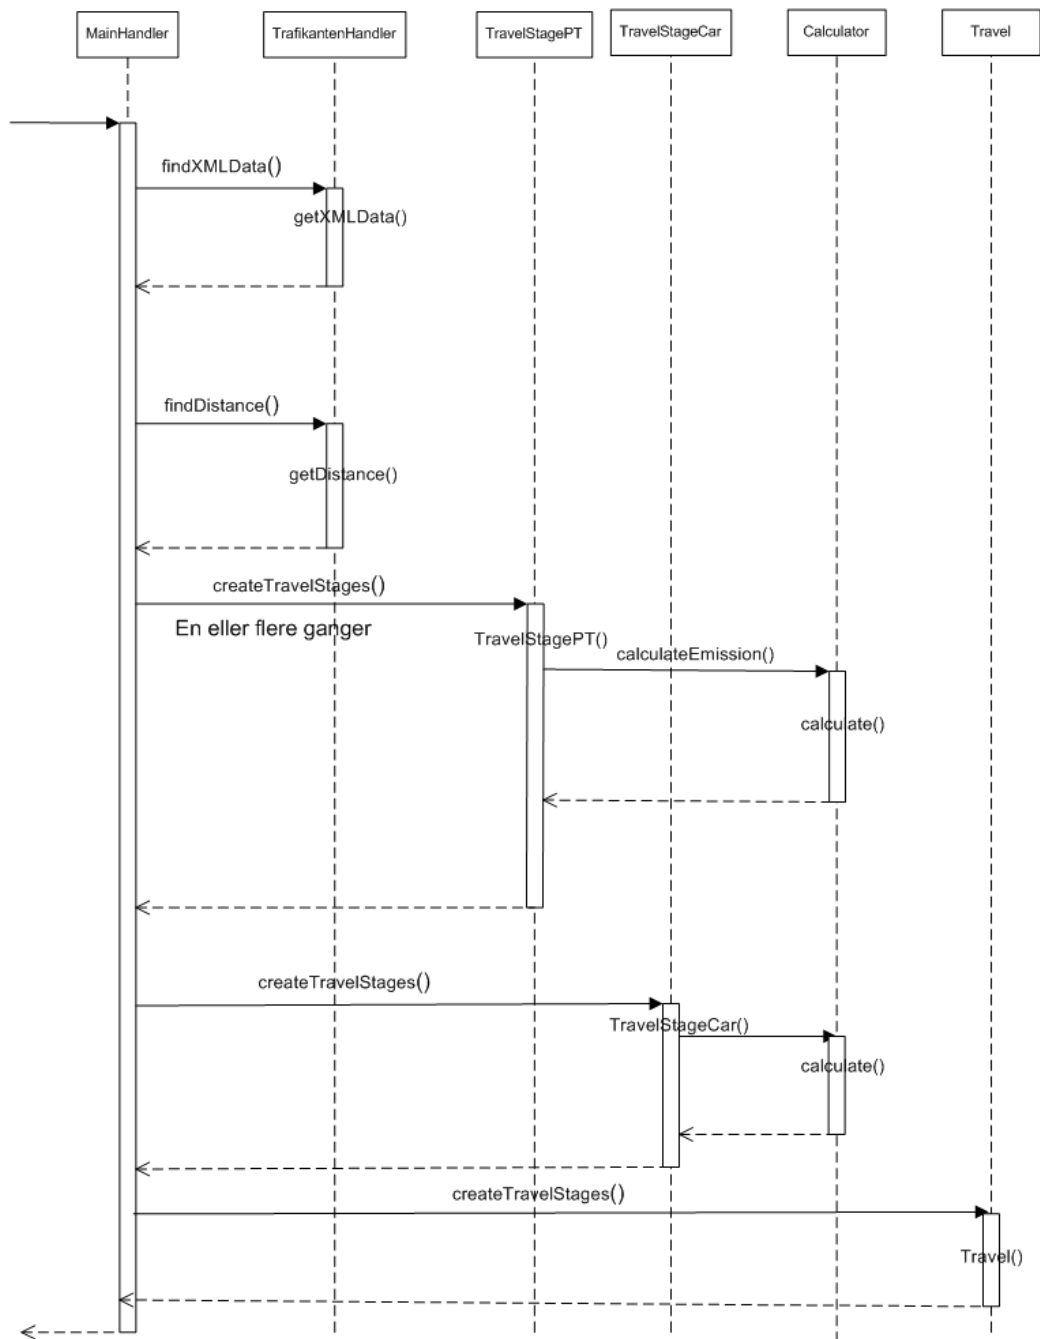 MainHandler
TrafikantenHandler
TravelStagePT
TravelStageCar
Calculator
Travel
findXMLData()
getXMLData()
findDistance()
getDistance()
createTravelStages()
En eller flere ganger
TravelStagePT()
calculateEmission()
calculate()
createTravelStages()
TravelStageCar()
calculate()
createTravelStages()
Travel()